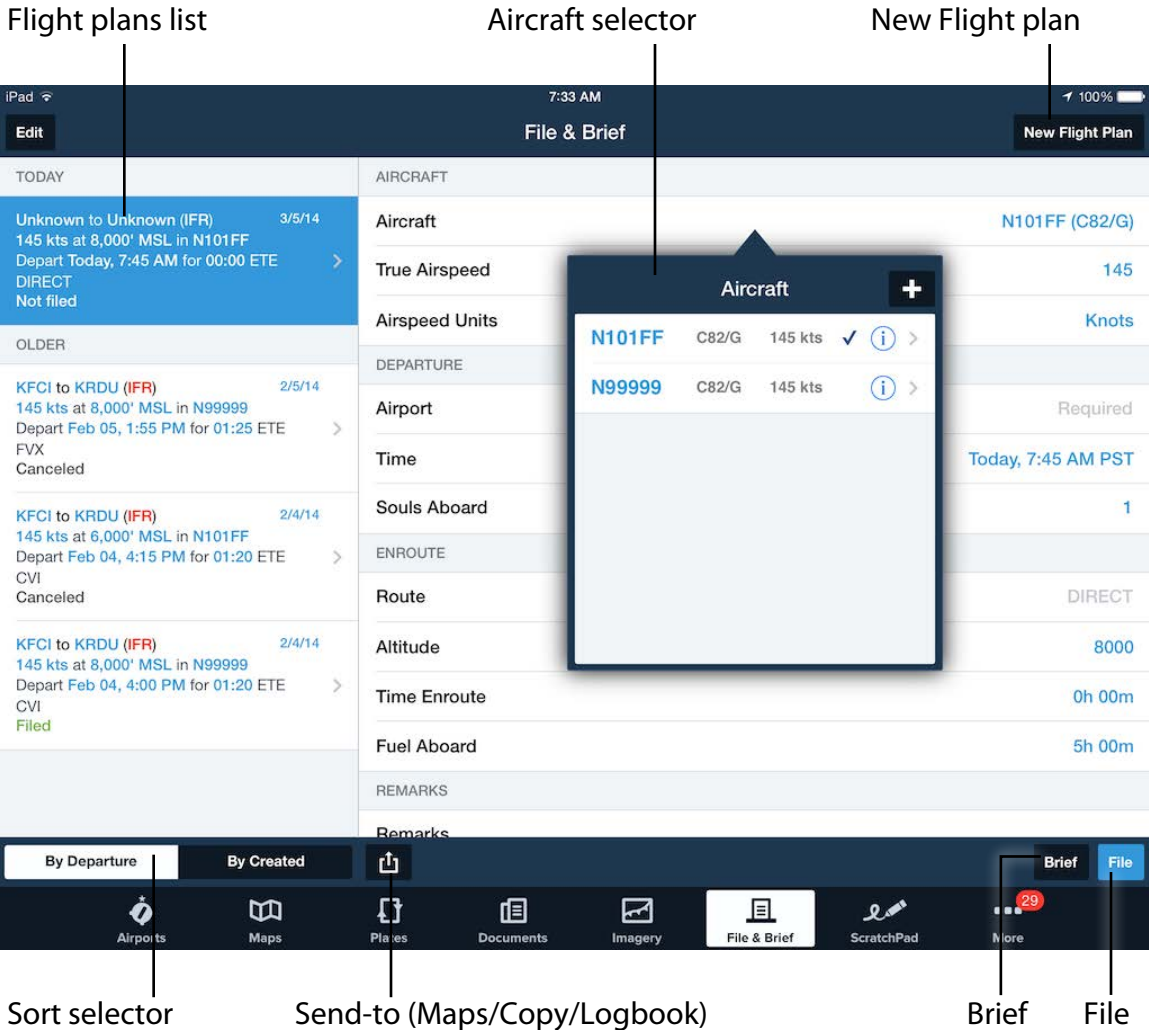 Flight plans list
Aircraft selector
New Flight plan
iPad
7:33 AM
100%
Edit
File & Brief
New Flight Plan
TODAY
Unknown to Unknown (IFR) 3/5/14
145 kts at 8,000' MSL in N101FF
Depart Today, 7:45 AM for 00:00 ETE
DIRECT
Not filed
OLDER
KFCI to KRDU (IFR) 2/5/14
145 kts at 8,000' MSL in N99999
Depart Feb 05, 1:55 PM for 01:25 ETE
FVX
Canceled
KFCI to KRDU (IFR) 2/4/14
145 kts at 6,000' MSL in N101FF
Depart Feb 04, 4:15 PM for 01:20 ETE
CVI
Canceled
KFCI to KRDU (IFR) 2/4/14
145 kts at 8,000' MSL in N99999
Depart Feb 04, 4:00 PM for 01:20 ETE
CVI
Filed
AIRCRAFT
Aircraft N101FF (C82/G)
True Airspeed 145
Airspeed Units Knots
DEPARTURE
Airport Required
Time Today, 7:45 AM PST
Souls Aboard 1
ENROUTE
Route DIRECT
Altitude 8000
Time Enroute 0h 00m
Fuel Aboard 5h 00m
REMARKS
Remarks
Aircraft +
N101FF C82/G 145 kts ✓ i
N99999 C82/G 145 kts i
By Departure
By Created
Brief
File
Airports
Maps
Plates
Documents
Imagery
File & Brief
ScratchPad
29
More
Sort selector
Send-to (Maps/Copy/Logbook)
Brief
File